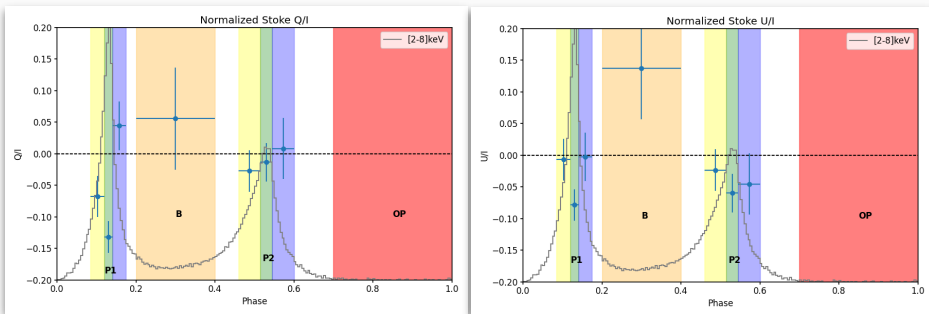 Normalized Stoke Q/I
[2-8]keV
0.20
0.15
0.10
0.05
0.00
−0.05
−0.10
−0.15
−0.20
Q/I
B
OP
P1
P2
0.0
0.2
0.4
0.6
0.8
1.0
Phase
Normalized Stoke U/I
[2-8]keV
0.20
0.15
0.10
0.05
0.00
−0.05
−0.10
−0.15
−0.20
U/I
B
OP
P1
P2
0.0
0.2
0.4
0.6
0.8
1.0
Phase